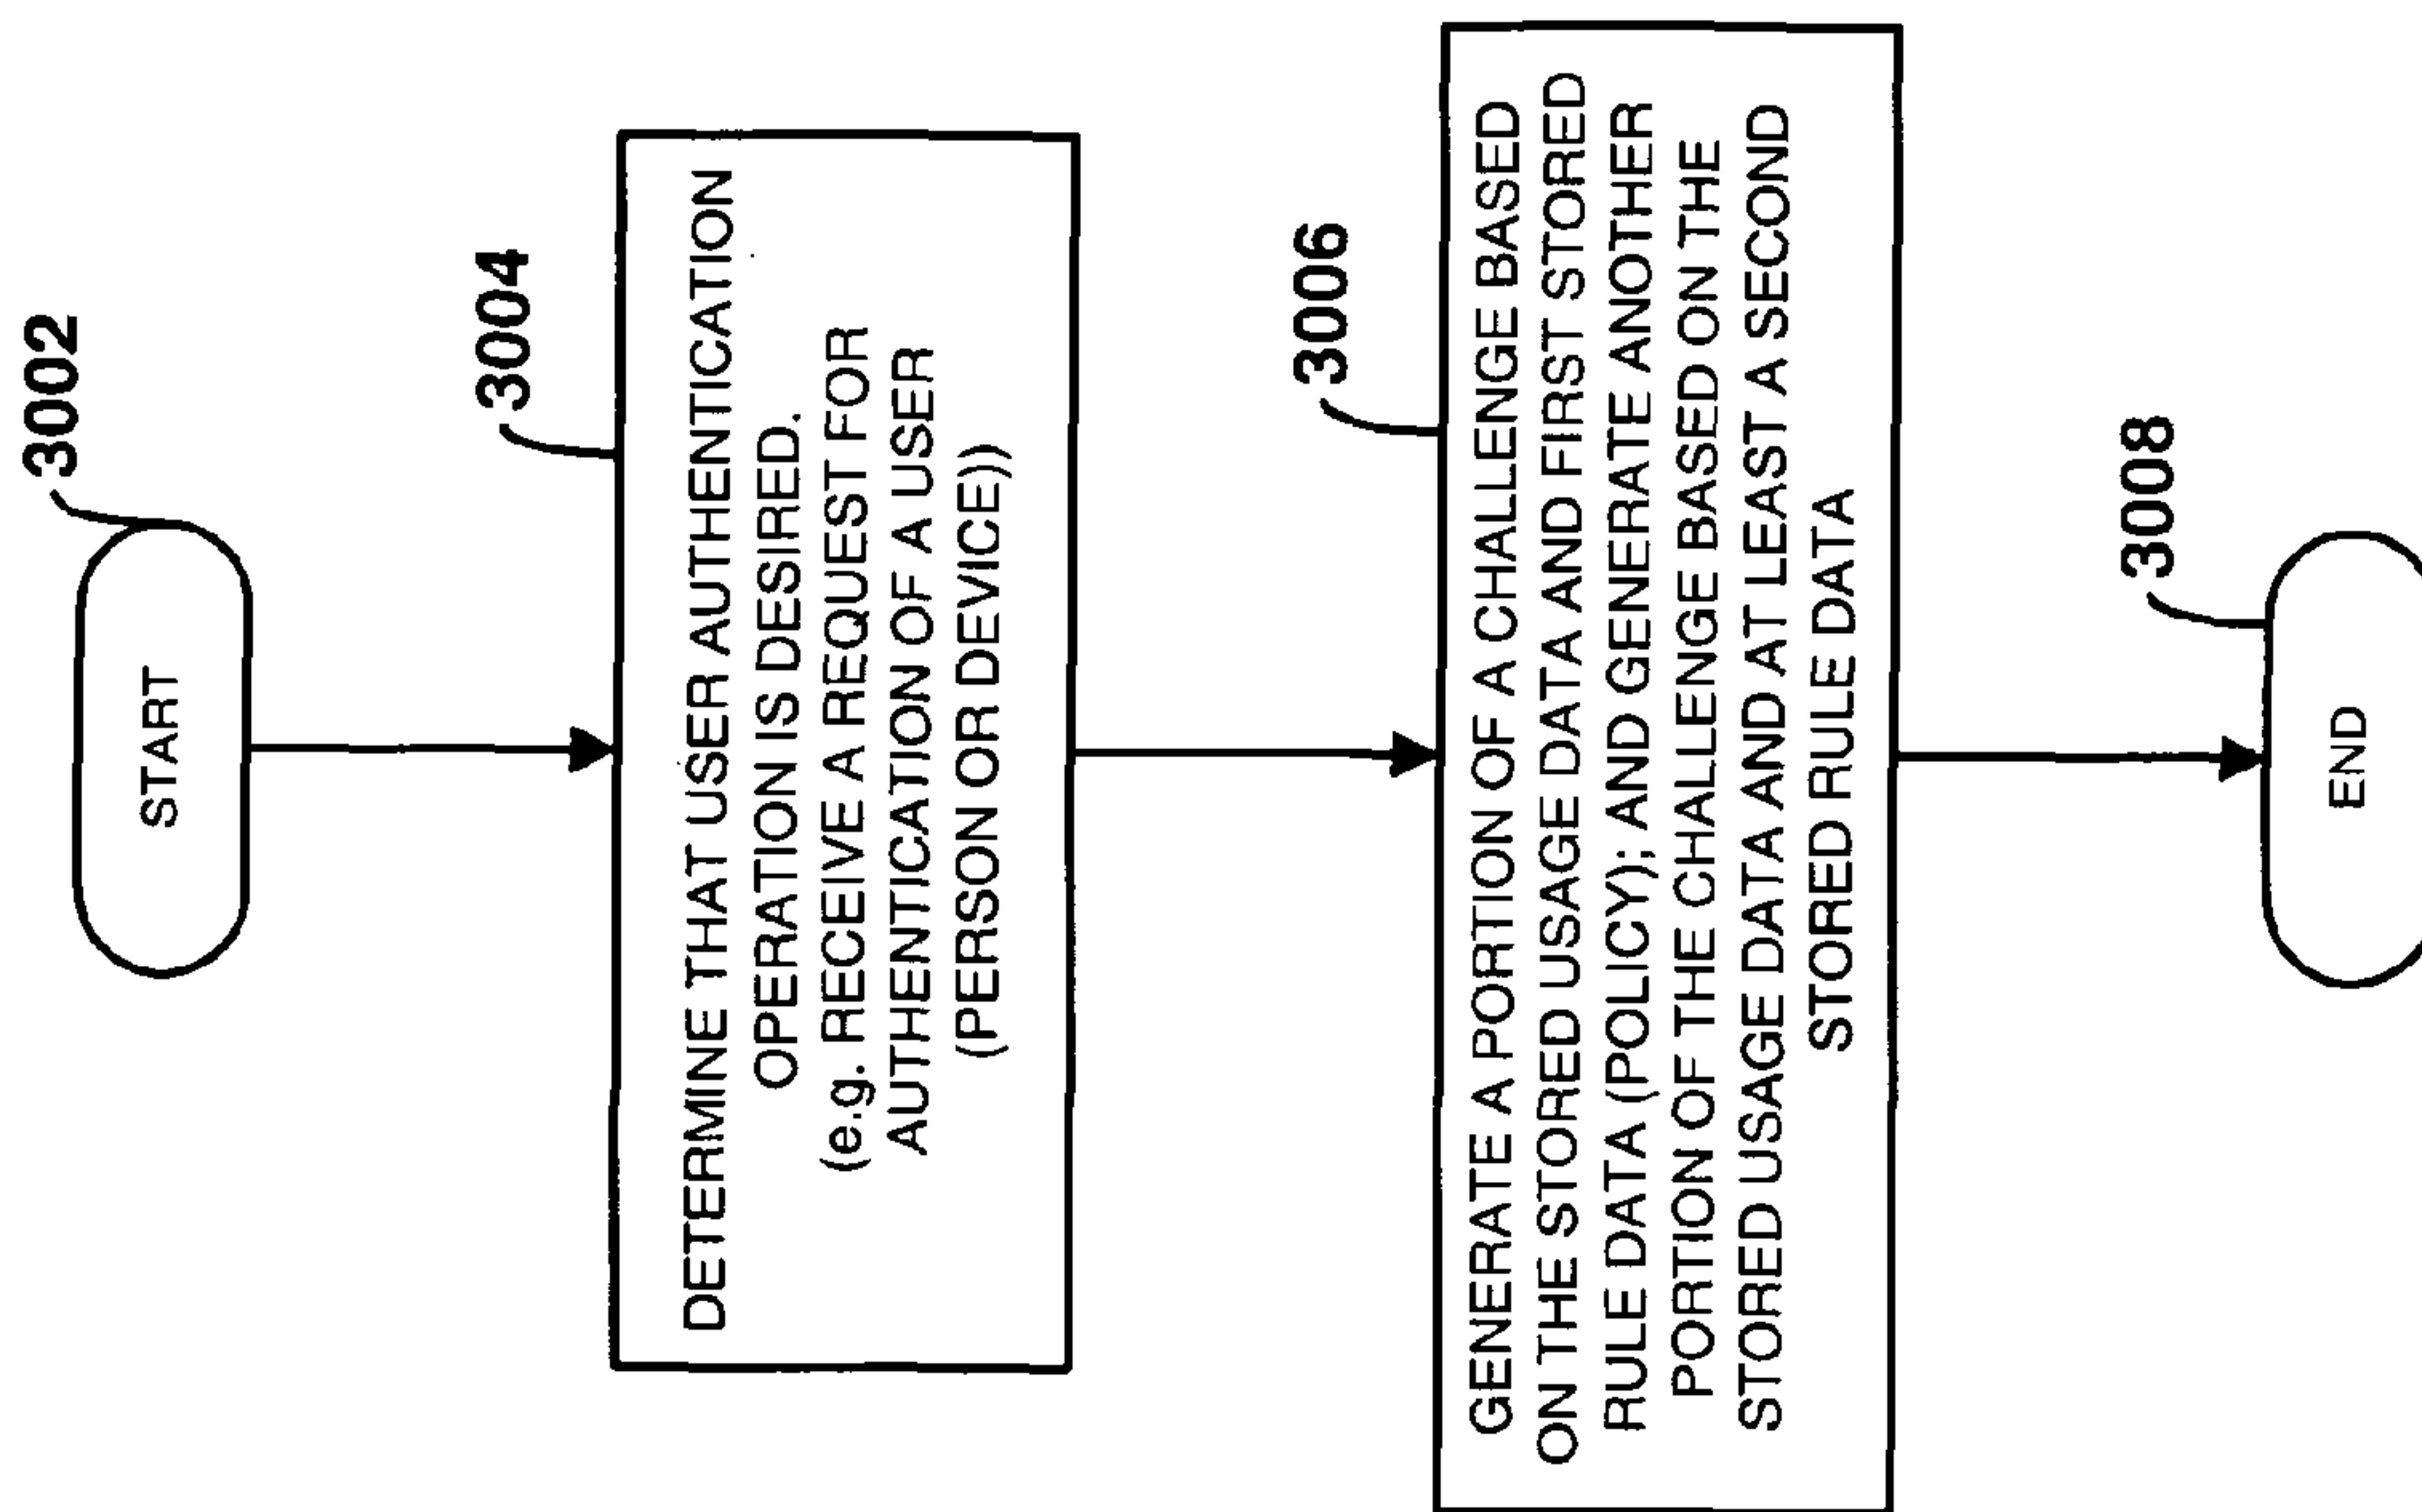 3002
START
3004
DETERMINE THAT USER AUTHENTICATION
OPERATION IS DESIRED.
(e.g. RECEIVE A REQUEST FOR
AUTHENTICATION OF A USER
(PERSON OR DEVICE))
3006
GENERATE A PORTION OF A CHALLENGE BASED
ON THE STORED USAGE DATA AND FIRST STORED
RULE DATA (POLICY); AND GENERATE ANOTHER
PORTION OF THE CHALLENGE BASED ON THE
STORED USAGE DATA AND AT LEAST A SECOND
STORED RULE DATA
3008
END